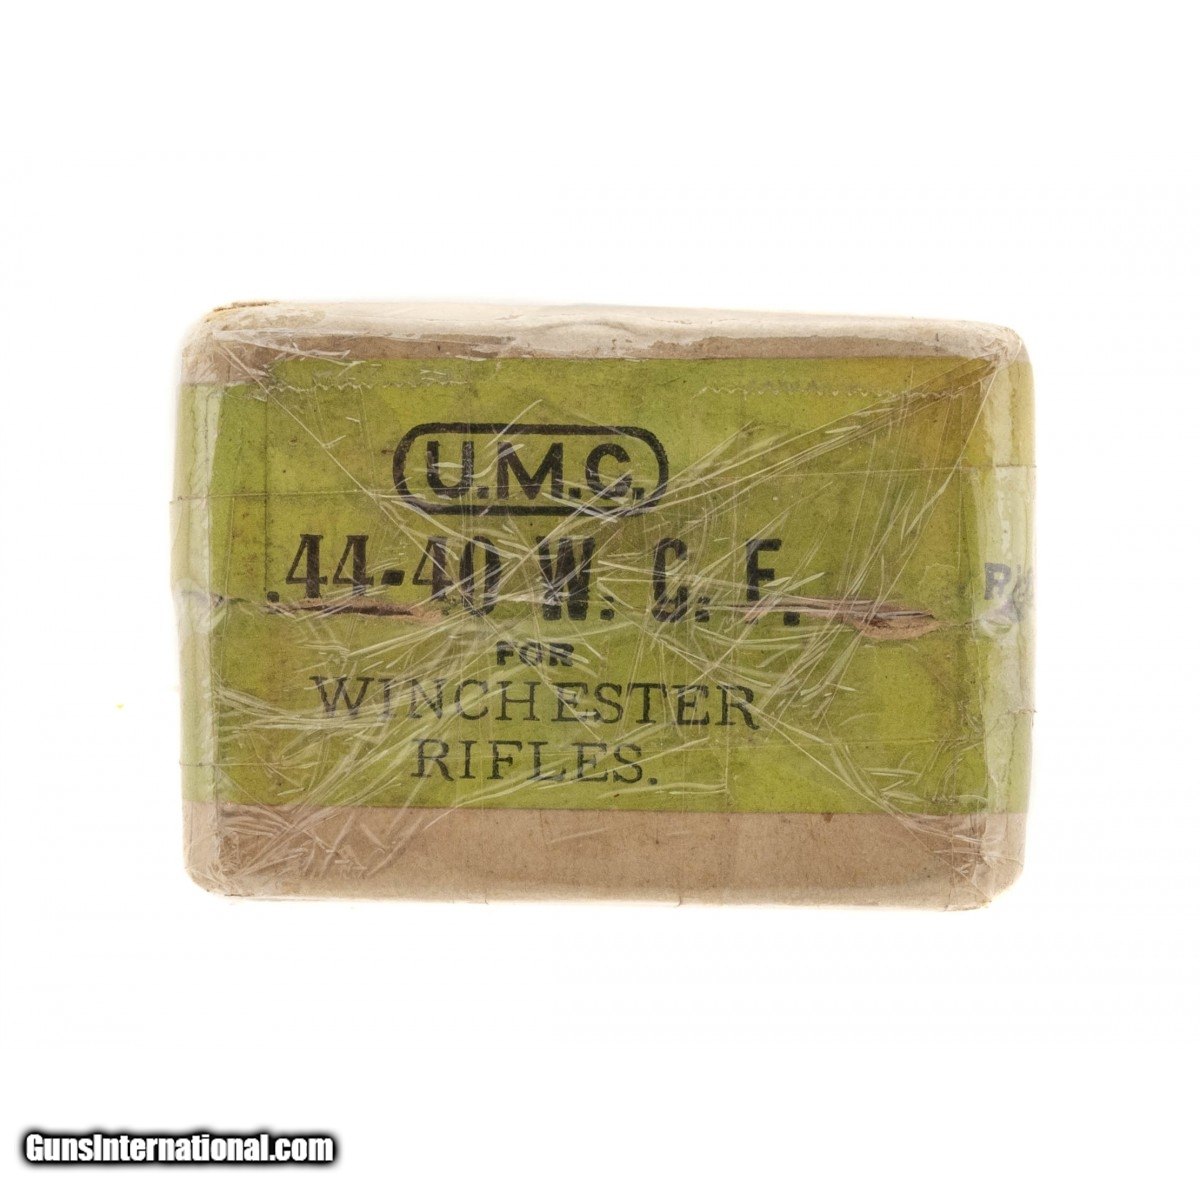 U.M.C.
.44-40 W. C. F.
FOR
WINCHESTER
RIFLES.
GunsInternational.com